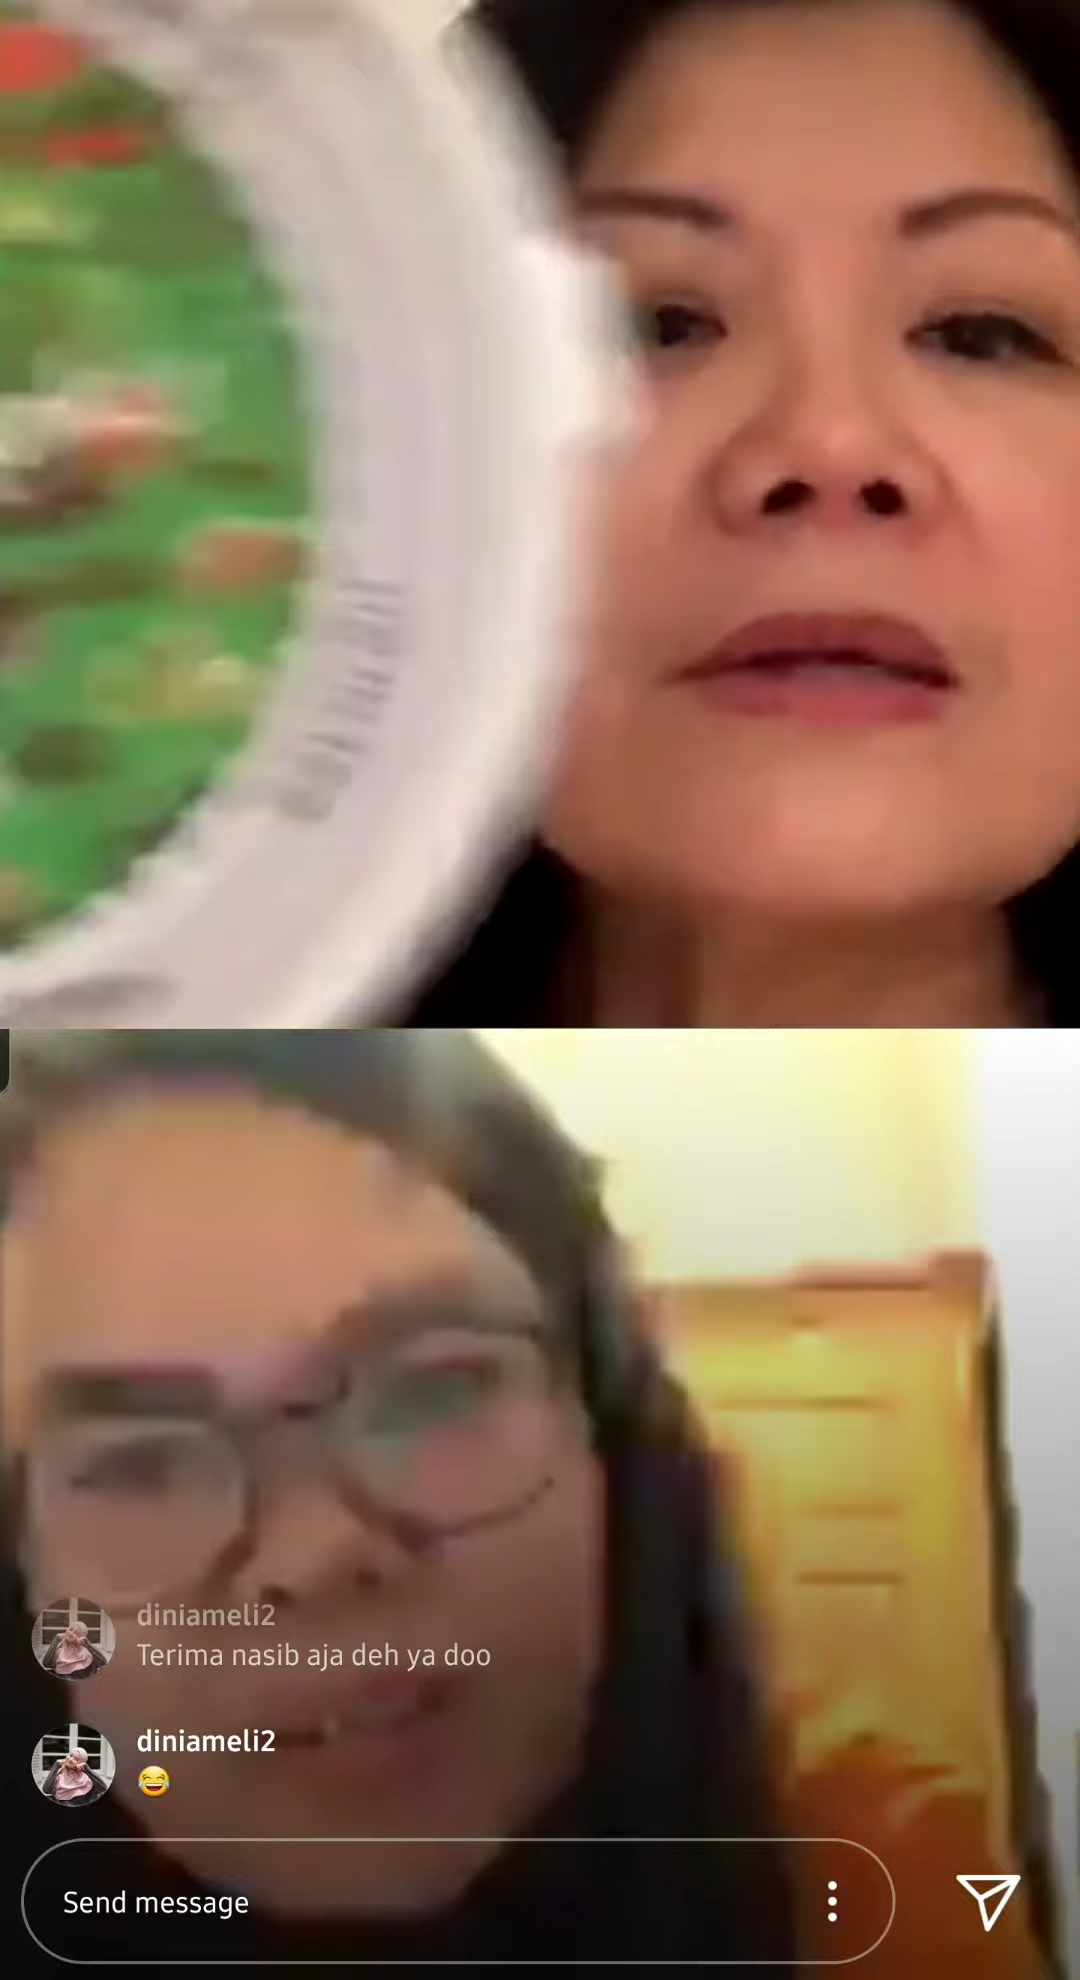 diniameli2
Terima nasib aja deh ya doo
diniameli2
😂
Send message